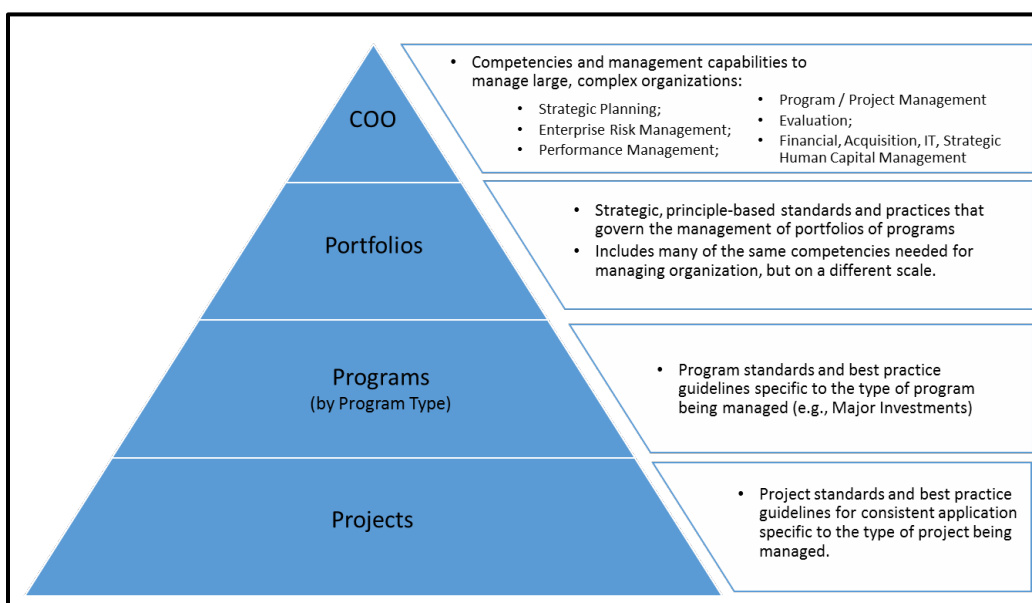 COO
• Competencies and management capabilities to
manage large, complex organizations:
• Strategic Planning;
• Enterprise Risk Management;
• Performance Management;
• Program / Project Management
• Evaluation;
• Financial, Acquisition, IT, Strategic
Human Capital Management
Portfolios
• Strategic, principle-based standards and practices that
govern the management of portfolios of programs
• Includes many of the same competencies needed for
managing organization, but on a different scale.
Programs
(by Program Type)
• Program standards and best practice
guidelines specific to the type of program
being managed (e.g., Major Investments)
Projects
• Project standards and best practice
guidelines for consistent application
specific to the type of project being
managed.